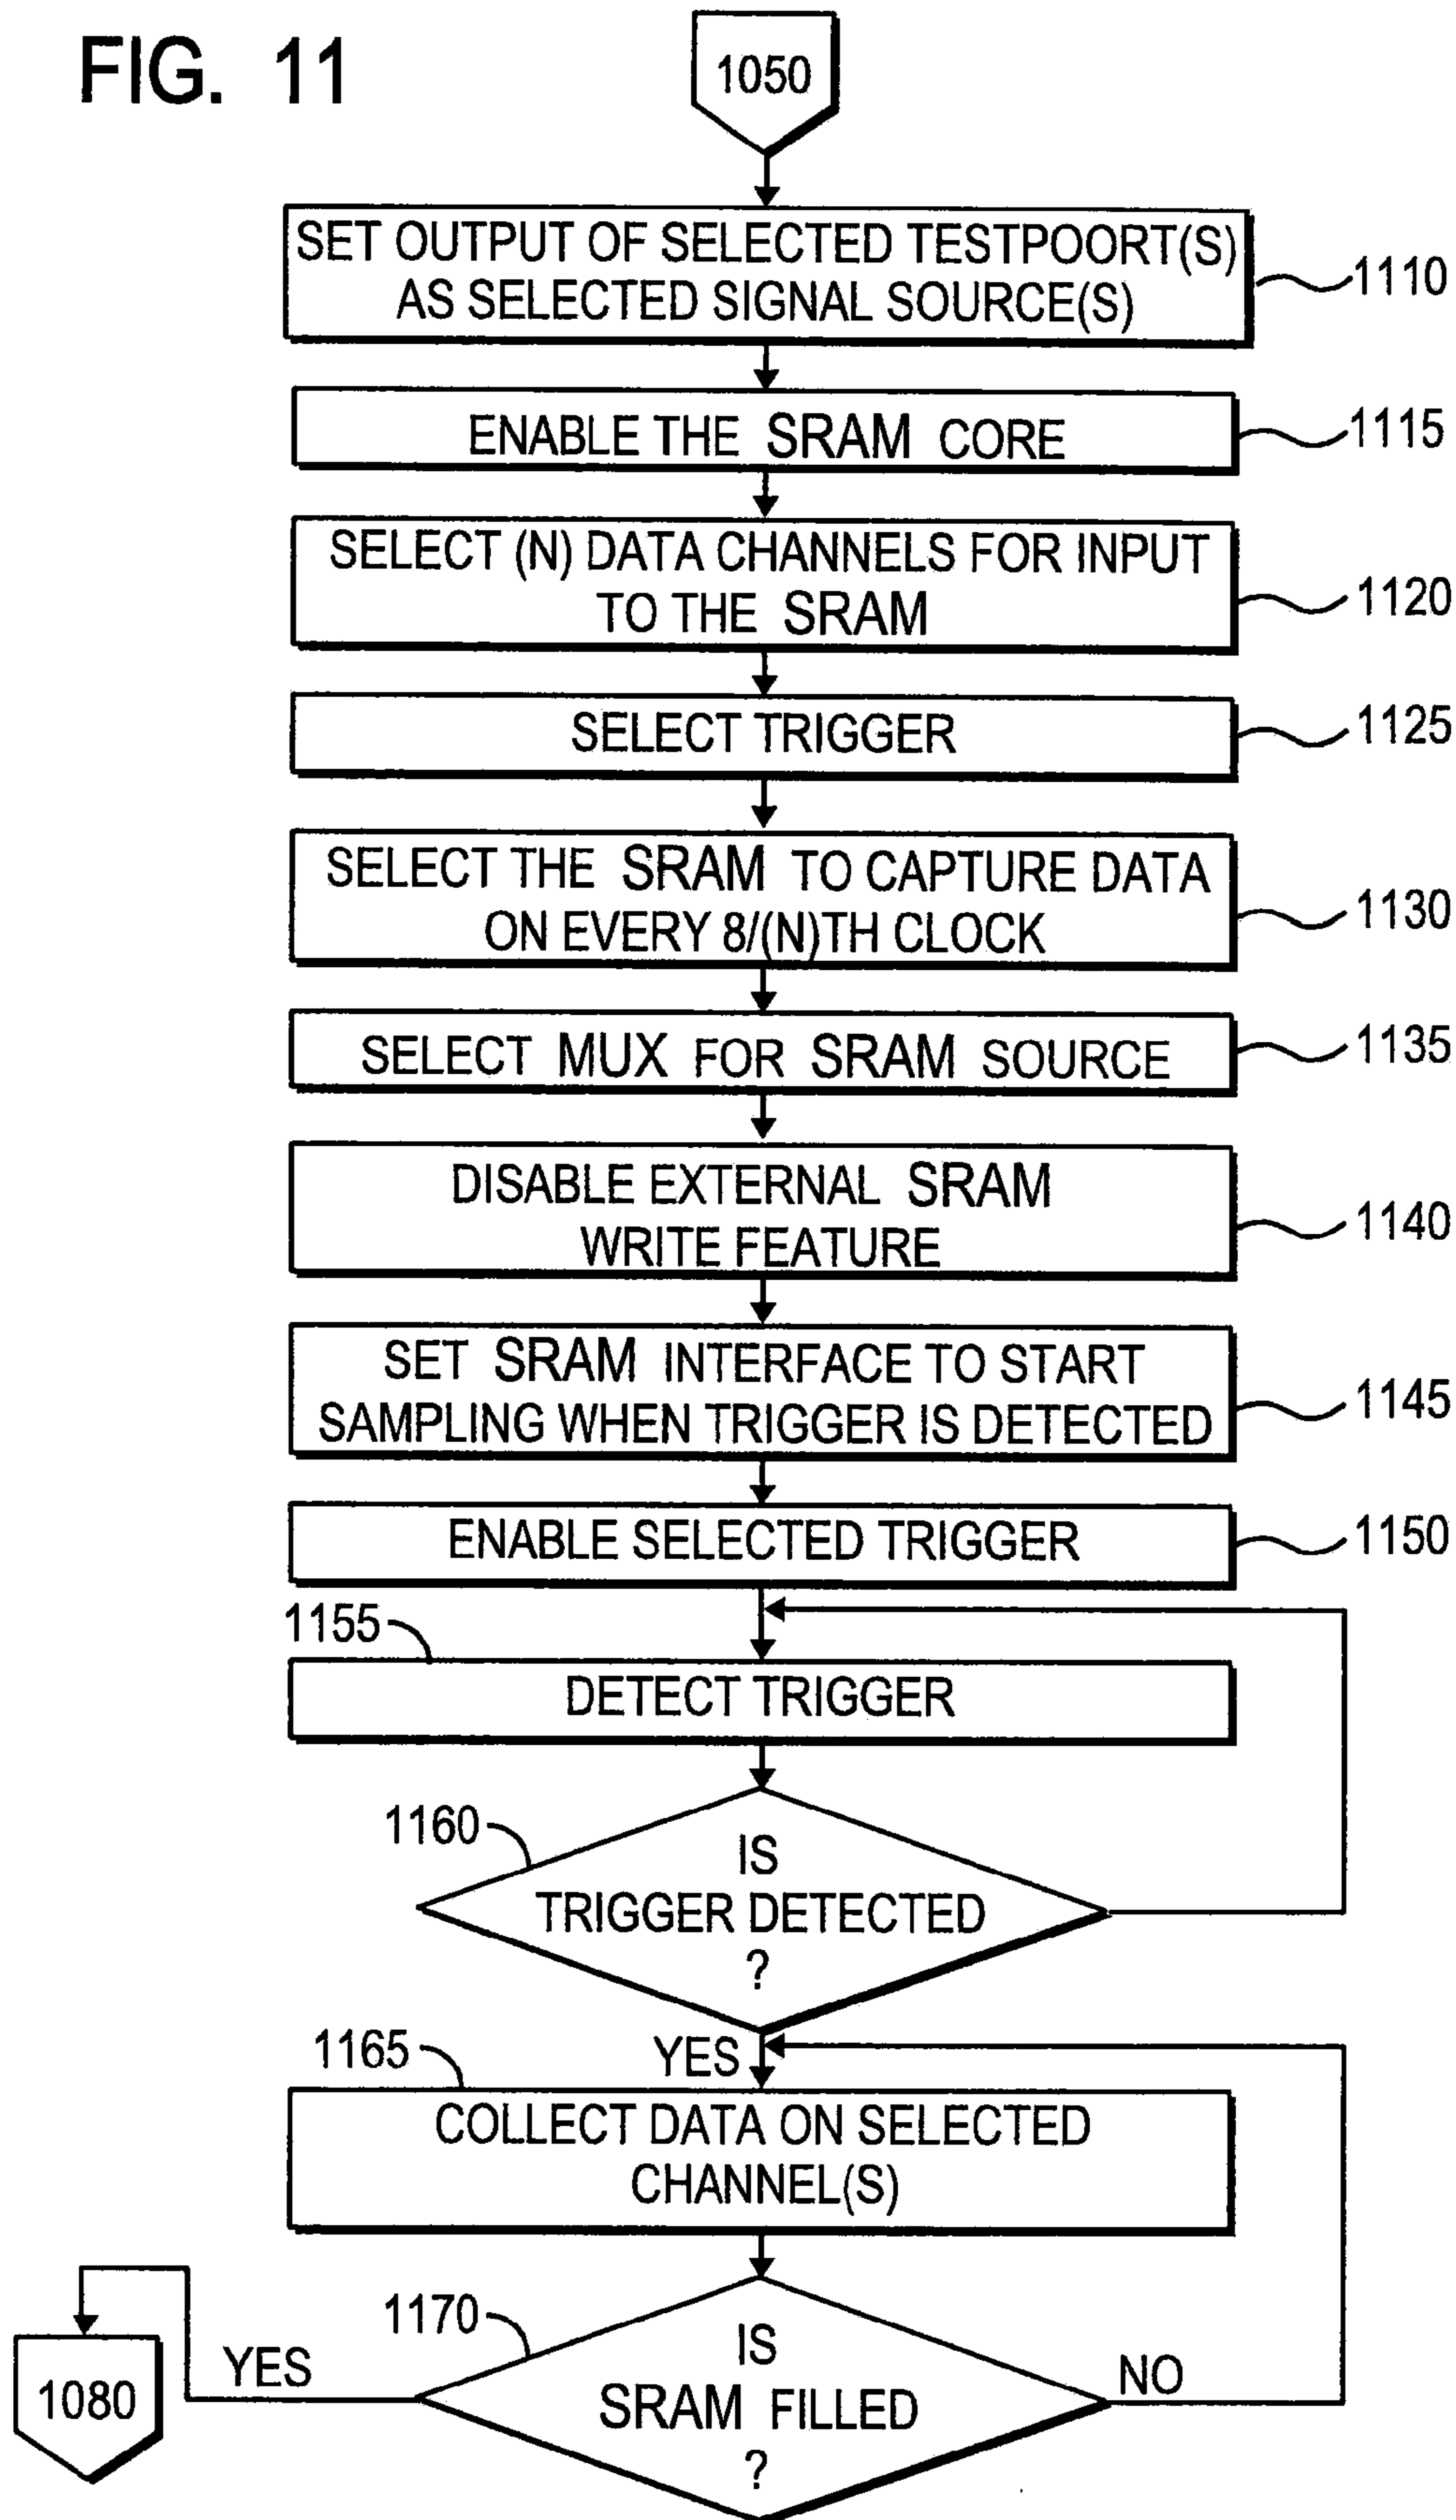 FIG. 11
1050
SET OUTPUT OF SELECTED TESTPOORT(S)
AS SELECTED SIGNAL SOURCE(S)
1110
ENABLE THE SRAM CORE
1115
SELECT (N) DATA CHANNELS FOR INPUT
TO THE SRAM
1120
SELECT TRIGGER
1125
SELECT THE SRAM TO CAPTURE DATA
ON EVERY 8/(N)TH CLOCK
1130
SELECT MUX FOR SRAM SOURCE
1135
DISABLE EXTERNAL SRAM
WRITE FEATURE
1140
SET SRAM INTERFACE TO START
SAMPLING WHEN TRIGGER IS DETECTED
1145
ENABLE SELECTED TRIGGER
1150
1155
DETECT TRIGGER
1160
IS
TRIGGER DETECTED
?
YES
1165
COLLECT DATA ON SELECTED
CHANNEL(S)
1170
IS
SRAM FILLED
?
YES
NO
1080